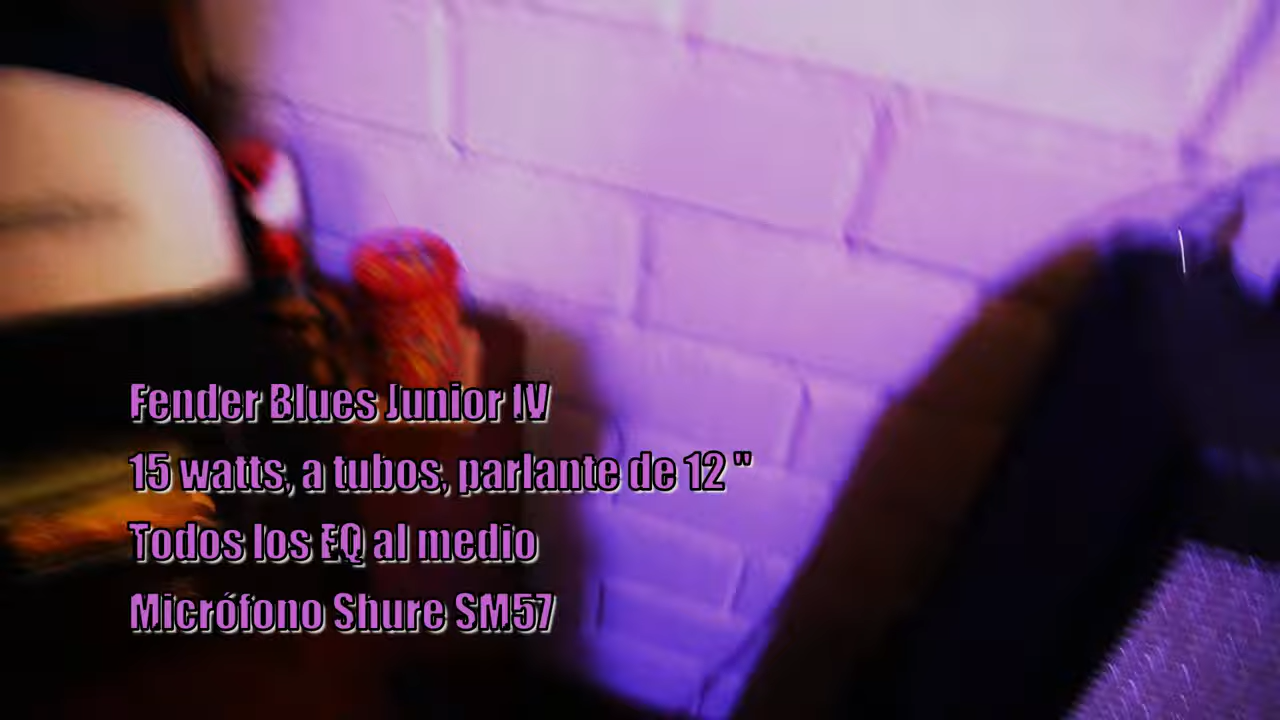 Fender Blues Junior IV
15 watts, a tubos, parlante de 12 "
Todos los EQ al medio
Micrófono Shure SM57